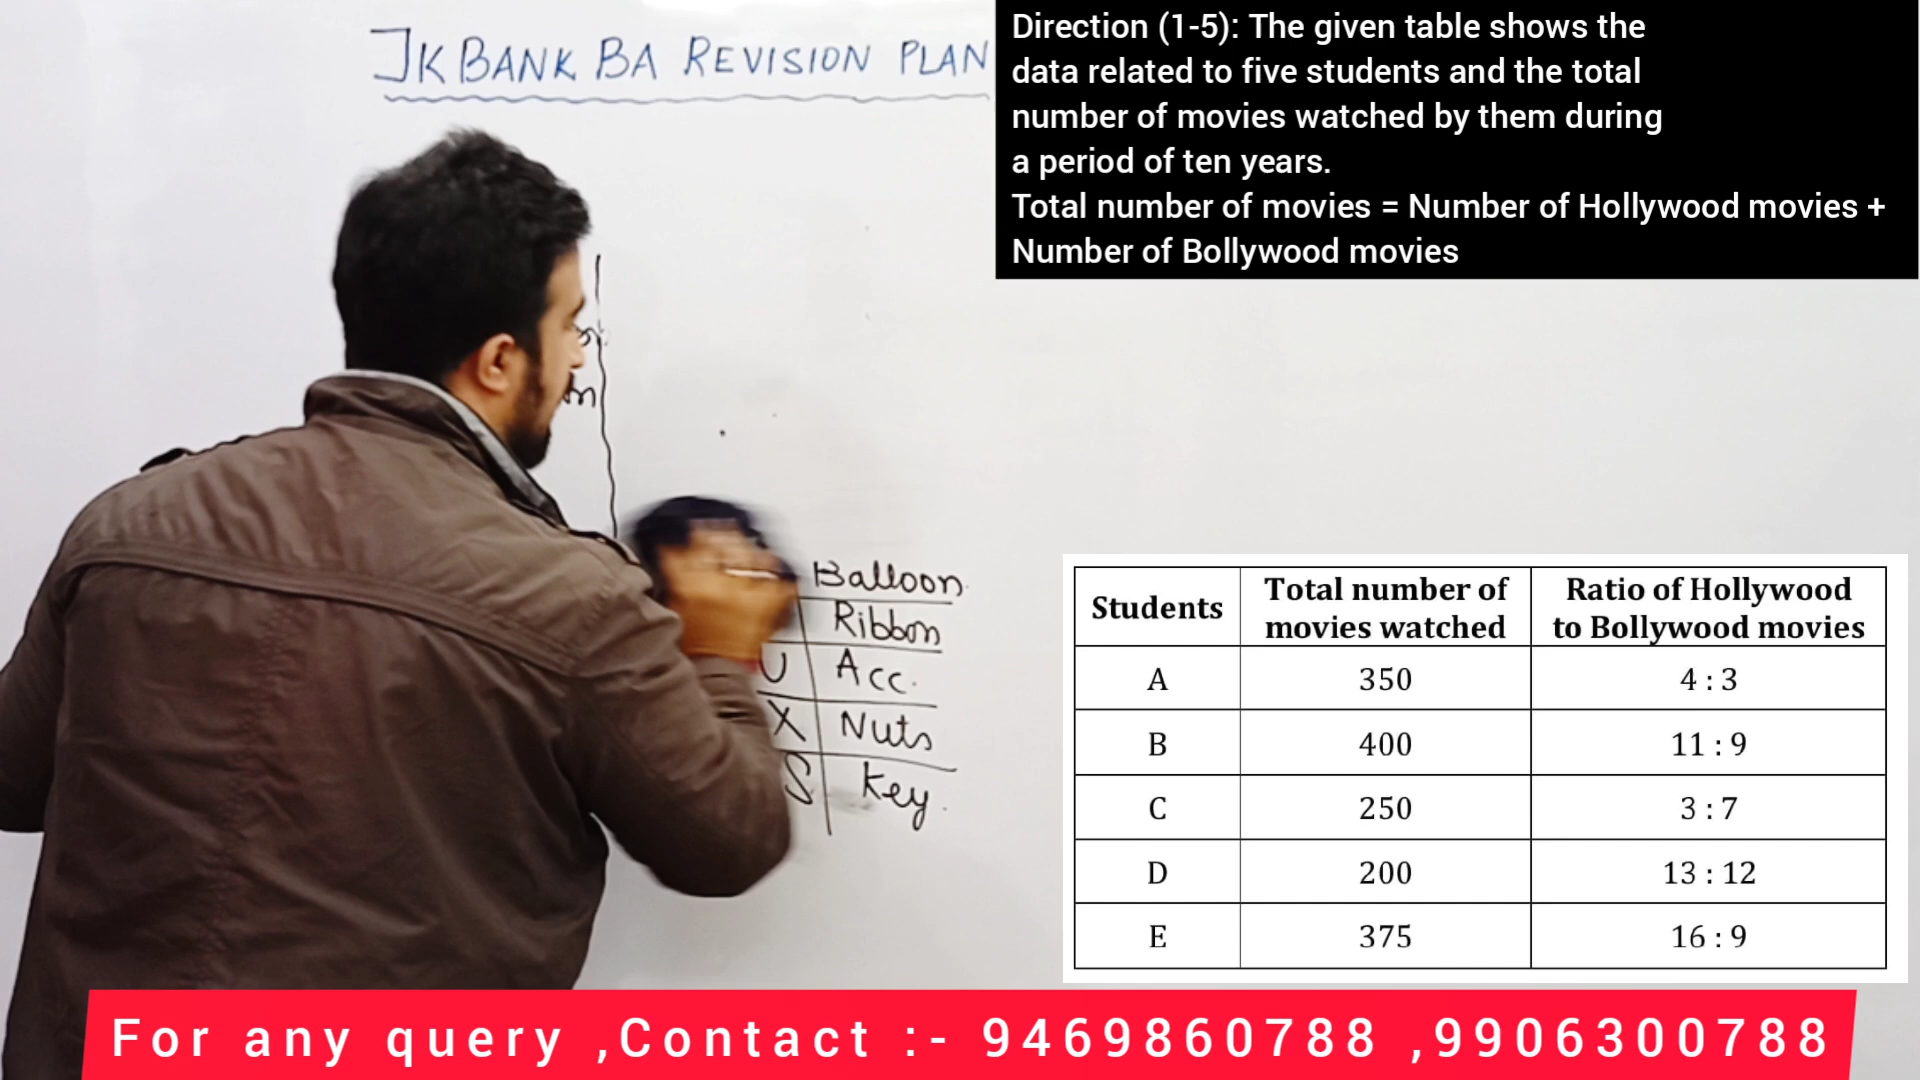 JK BANK BA REVISION PLAN
Direction (1-5): The given table shows the
data related to five students and the total
number of movies watched by them during
a period of ten years.
Total number of movies = Number of Hollywood movies +
Number of Bollywood movies
Balloon
Ribbon
U Acc.
X Nuts
S Key
Students Total number of movies watched Ratio of Hollywood to Bollywood movies
A 350 4 : 3
B 400 11 : 9
C 250 3 : 7
D 200 13 : 12
E 375 16 : 9
For any query ,Contact :- 9469860788 ,9906300788